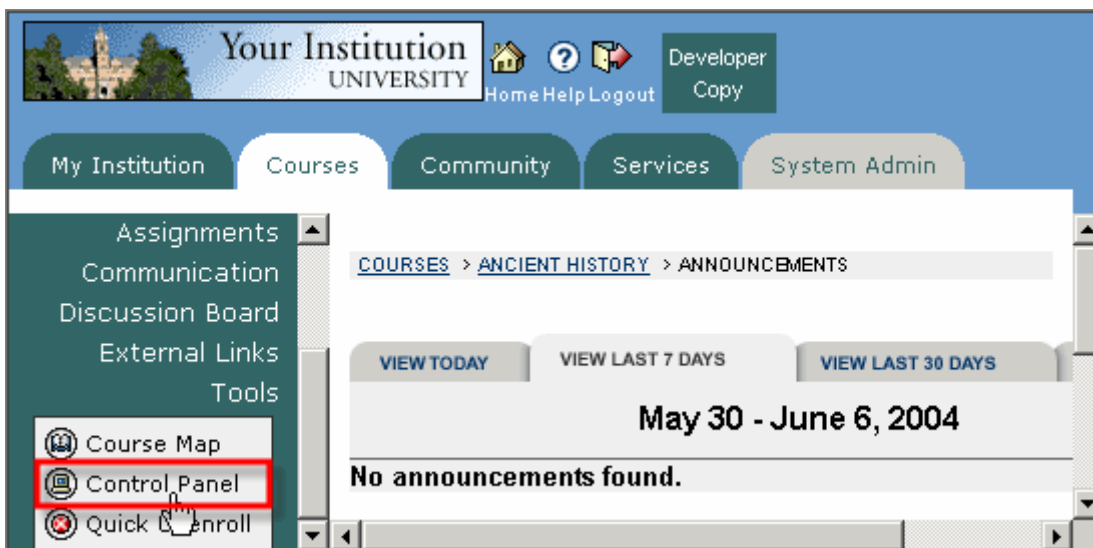 Your Institution
UNIVERSITY
Home Help Logout
Developer
Copy
My Institution
Courses
Community
Services
System Admin
Assignments
Communication
Discussion Board
External Links
Tools
Course Map
Control Panel
Quick
COURSES > ANCIENT HISTORY > ANNOUNCEMENTS
VIEW TODAY
VIEW LAST 7 DAYS
VIEW LAST 30 DAYS
May 30 - June 6, 2004
No announcements found.